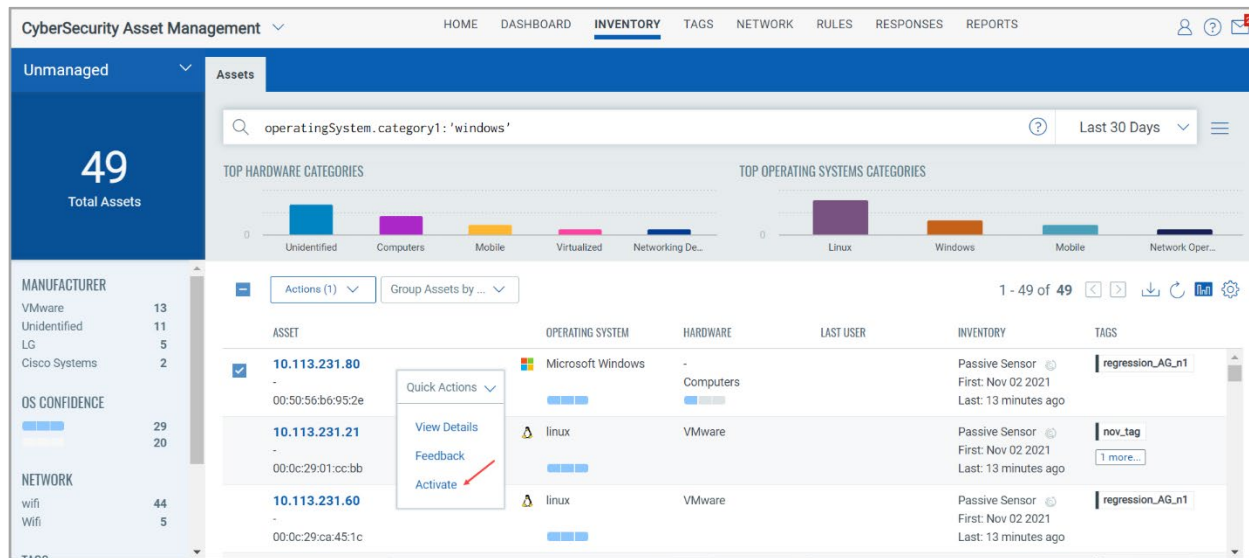 CyberSecurity Asset Management
HOME DASHBOARD INVENTORY TAGS NETWORK RULES RESPONSES REPORTS
Unmanaged
Assets
49
Total Assets
operatingSystem.category1:'windows'
Last 30 Days
TOP HARDWARE CATEGORIES
0
Unidentified Computers Mobile Virtualized Networking De...
TOP OPERATING SYSTEMS CATEGORIES
0
Linux Windows Mobile Network Oper...
MANUFACTURER
VMware 13
Unidentified 11
LG 5
Cisco Systems 2
OS CONFIDENCE
29
20
NETWORK
wifi 44
Wifi 5
TAGS
Actions (1) Group Assets by ... 1 - 49 of 49
ASSET OPERATING SYSTEM HARDWARE LAST USER INVENTORY TAGS
10.113.231.80 Microsoft Windows - Passive Sensor regression_AG_n1
- Computers First: Nov 02 2021
00:50:56:b6:95:2e Last: 13 minutes ago
Quick Actions
View Details
Feedback
Activate
10.113.231.21 linux VMware Passive Sensor nov_tag
- First: Nov 02 2021 1 more...
00:0c:29:01:cc:bb Last: 13 minutes ago
10.113.231.60 linux VMware Passive Sensor regression_AG_n1
- First: Nov 02 2021
00:0c:29:ca:45:1c Last: 13 minutes ago